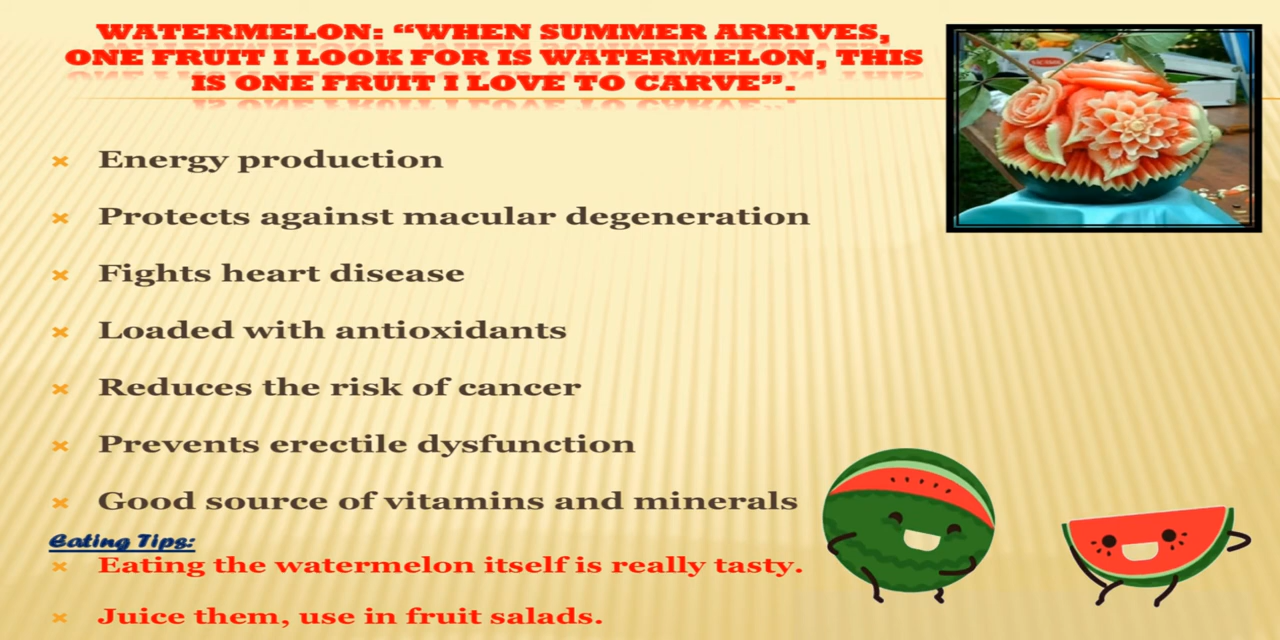 WATERMELON: “WHEN SUMMER ARRIVES,
ONE FRUIT I LOOK FOR IS WATERMELON, THIS
IS ONE FRUIT I LOVE TO CARVE”.
Energy production
Protects against macular degeneration
Fights heart disease
Loaded with antioxidants
Reduces the risk of cancer
Prevents erectile dysfunction
Good source of vitamins and minerals
Eating Tips:
Eating the watermelon itself is really tasty.
Juice them, use in fruit salads.